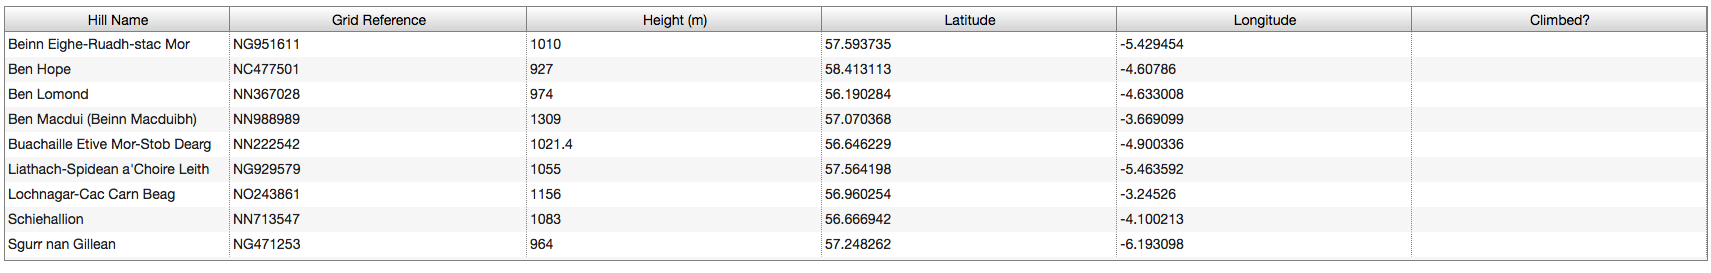 Hill Name Grid Reference Height (m) Latitude Longitude Climbed?
Beinn Eighe-Ruadh-stac Mor NG951611 1010 57.593735 -5.429454
Ben Hope NC477501 927 58.413113 -4.60786
Ben Lomond NN367028 974 56.190284 -4.633008
Ben Macdui (Beinn Macduibh) NN988989 1309 57.070368 -3.669099
Buachaille Etive Mor-Stob Dearg NN222542 1021.4 56.646229 -4.900336
Liathach-Spidean a'Choire Leith NG929579 1055 57.564198 -5.463592
Lochnagar-Cac Carn Beag NO243861 1156 56.960254 -3.24526
Schiehallion NN713547 1083 56.666942 -4.100213
Sgurr nan Gillean NG471253 964 57.248262 -6.193098